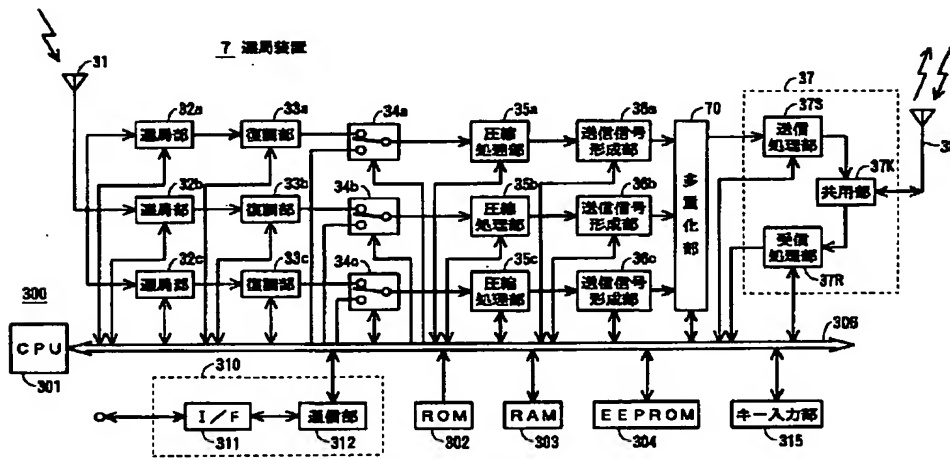 7 選局装置
31
32a
33a
34a
35a
36a
70
37
37S
選局部
復調部
圧縮
処理部
送信信号
形成部
送信
処理部
32b
33b
34b
35b
36b
多重化部
37K
選局部
復調部
圧縮
処理部
送信信号
形成部
共用部
32c
33c
34c
35c
36c
受信
処理部
選局部
復調部
圧縮
処理部
送信信号
形成部
37R
300
CPU
301
306
310
I/F
通信部
ROM
RAM
EEPROM
キー入力部
311
312
302
303
304
315